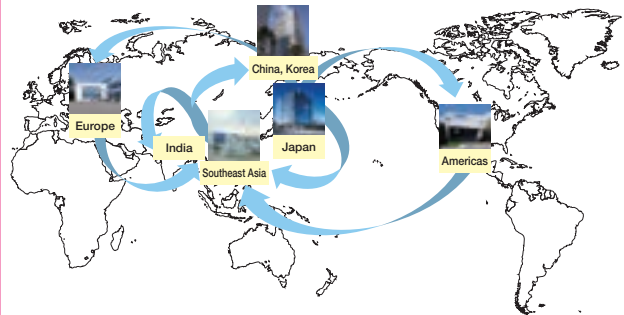 China, Korea
Europe
India
Japan
Southeast Asia
Americas